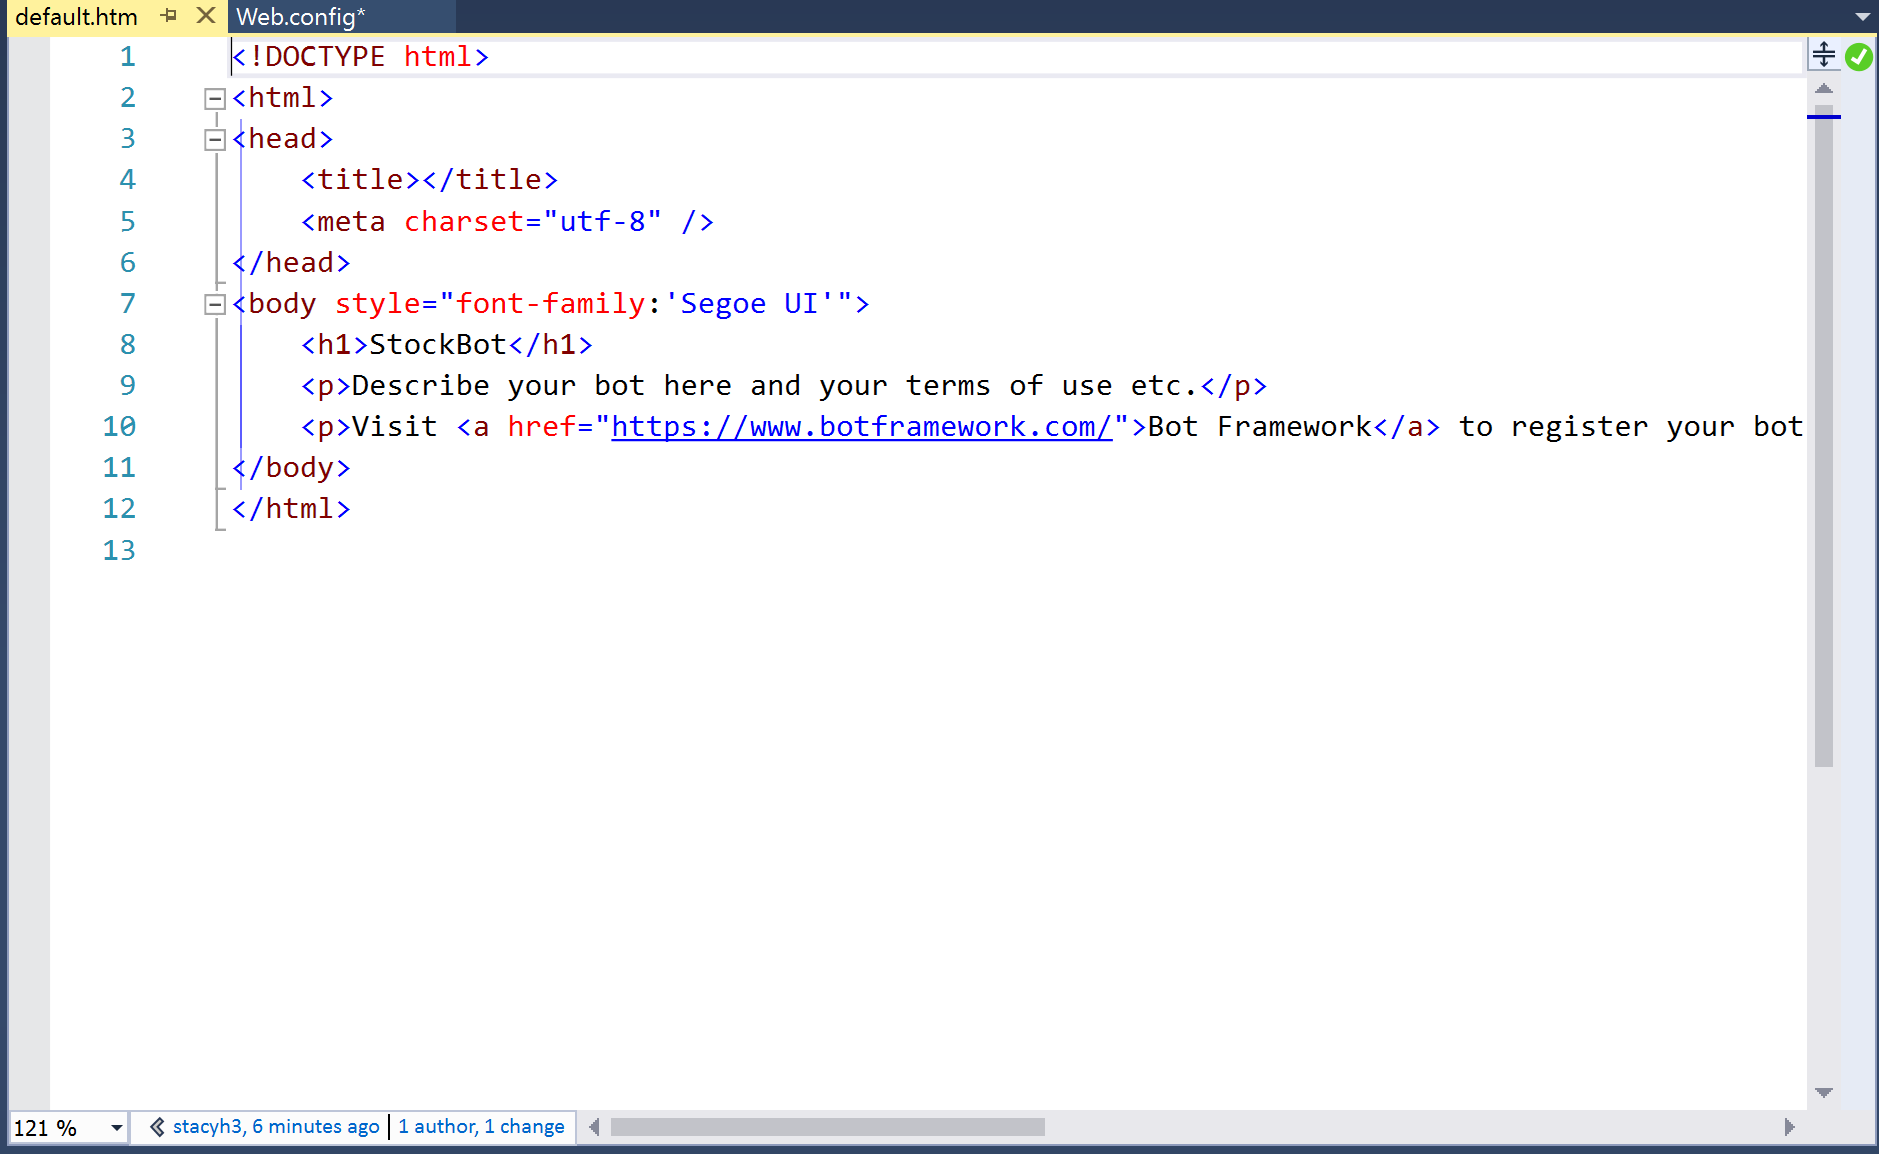 default.htm Web.config*
1 <!DOCTYPE html>
2 <html>
3 <head>
4     <title></title>
5     <meta charset="utf-8" />
6 </head>
7 <body style="font-family:'Segoe UI'">
8     <h1>StockBot</h1>
9     <p>Describe your bot here and your terms of use etc.</p>
10     <p>Visit <a href="https://www.botframework.com/">Bot Framework</a> to register your bot
11 </body>
12 </html>
13
121 % stacyh3, 6 minutes ago | 1 author, 1 change